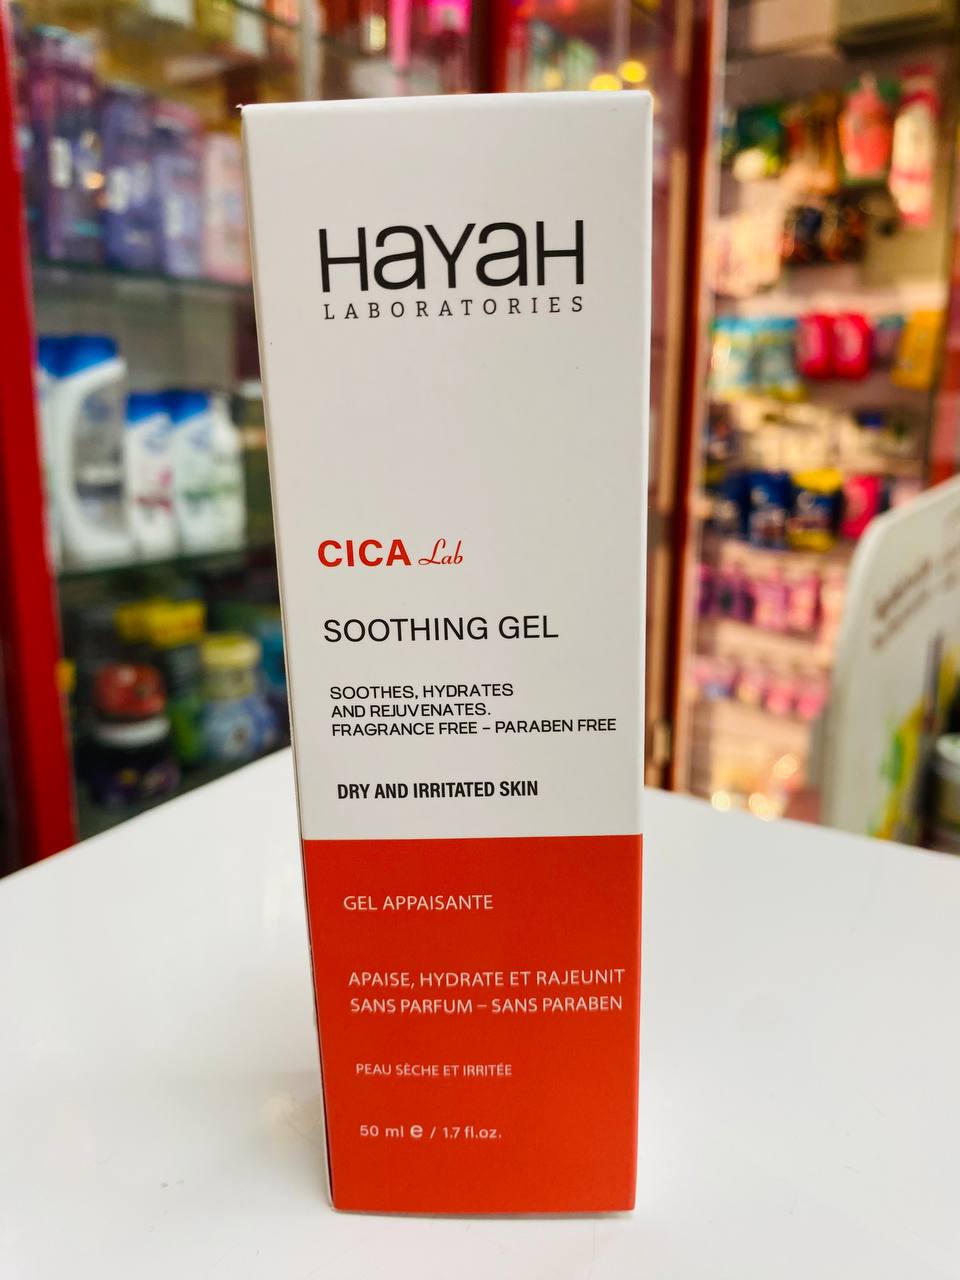 HaYaH
LABORATORIES
CICA Lab
SOOTHING GEL
SOOTHES, HYDRATES
AND REJUVENATES.
FRAGRANCE FREE – PARABEN FREE
DRY AND IRRITATED SKIN
GEL APPAISANTE
APAISE, HYDRATE ET RAJEUNIT
SANS PARFUM – SANS PARABEN
PEAU SÈCHE ET IRRITÉE
50 ml e / 1.7 fl.oz.